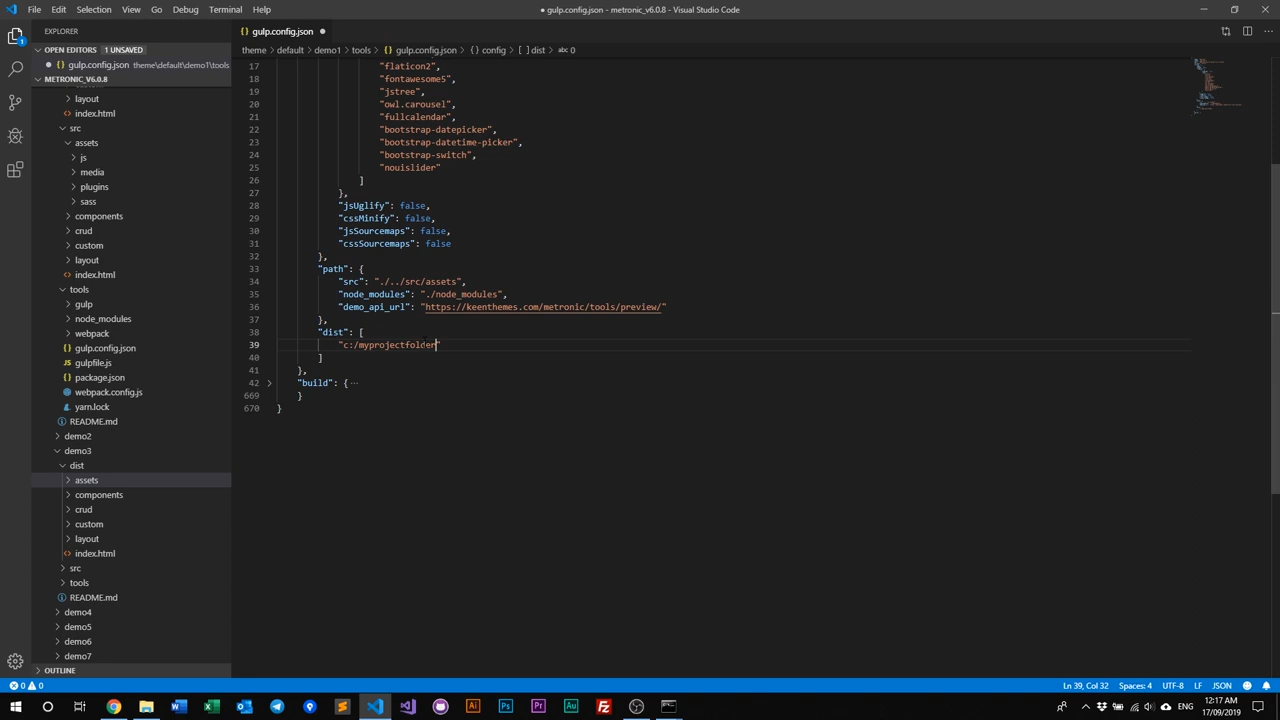 File Edit Selection View Go Debug Terminal Help
● gulp.config.json - metronic_v6.0.8 - Visual Studio Code
EXPLORER
OPEN EDITORS 1 UNSAVED
gulp.config.json theme\default\demo1\tools
METRONIC_V6.0.8
layout
index.html
src
assets
js
media
plugins
sass
components
crud
custom
layout
index.html
tools
gulp
node_modules
webpack
gulp.config.json
gulpfile.js
package.json
webpack.config.js
yarn.lock
README.md
demo2
demo3
dist
assets
components
crud
custom
layout
index.html
src
tools
README.md
demo4
demo5
demo6
demo7
OUTLINE
gulp.config.json
theme > default > demo1 > tools > {} gulp.config.json > {} config > [ ] dist > abc 0
17 "flaticon2",
18 "fontawesome5",
19 "jstree",
20 "owl.carousel",
21 "fullcalendar",
22 "bootstrap-datepicker",
23 "bootstrap-datetime-picker",
24 "bootstrap-switch",
25 "nouislider"
26 ]
27 },
28 "jsUglify": false,
29 "cssMinify": false,
30 "jsSourcemaps": false,
31 "cssSourcemaps": false
32 },
33 "path": {
34 "src": "./../src/assets",
35 "node_modules": "./node_modules",
36 "demo_api_url": "https://keenthemes.com/metronic/tools/preview/"
37 },
38 "dist": [
39 "c:/myprojectfolder"
40 ]
41 },
42 "build": { ⋯
669 }
670 }
0 0
Ln 39, Col 32 Spaces: 4 UTF-8 LF JSON
ENG
12:17 AM
17/09/2019